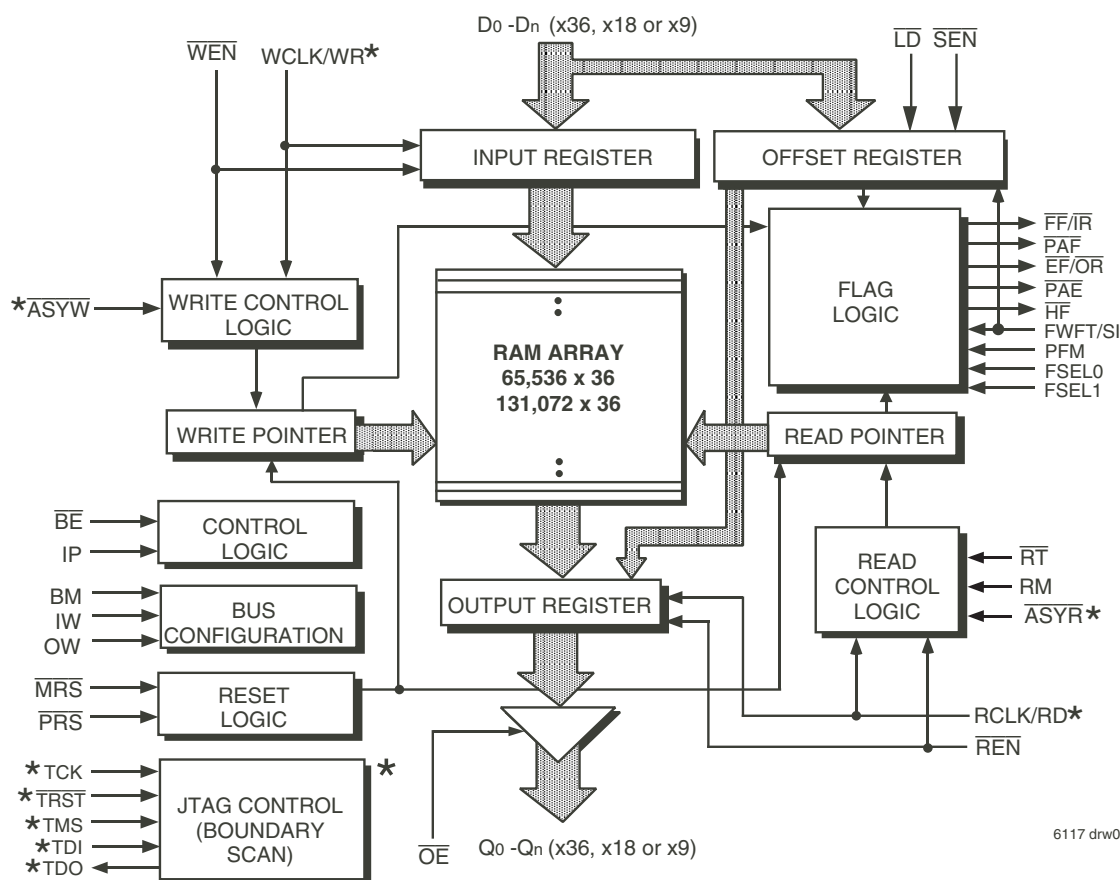 D0 -Dn (x36, x18 or x9)
WEN
WCLK/WR*
LD
SEN
INPUT REGISTER
OFFSET REGISTER
*ASYW
WRITE CONTROL
LOGIC
FLAG
LOGIC
FF/IR
PAF
EF/OR
PAE
HF
FWFT/SI
PFM
FSEL0
FSEL1
RAM ARRAY
65,536 x 36
131,072 x 36
WRITE POINTER
READ POINTER
BE
IP
CONTROL
LOGIC
READ
CONTROL
LOGIC
RT
RM
ASYR*
BM
IW
OW
BUS
CONFIGURATION
OUTPUT REGISTER
MRS
PRS
RESET
LOGIC
RCLK/RD*
REN
*TCK
*TRST
*TMS
*TDI
*TDO
JTAG CONTROL
(BOUNDARY
SCAN)
*
OE
Q0 -Qn (x36, x18 or x9)
6117 drw0